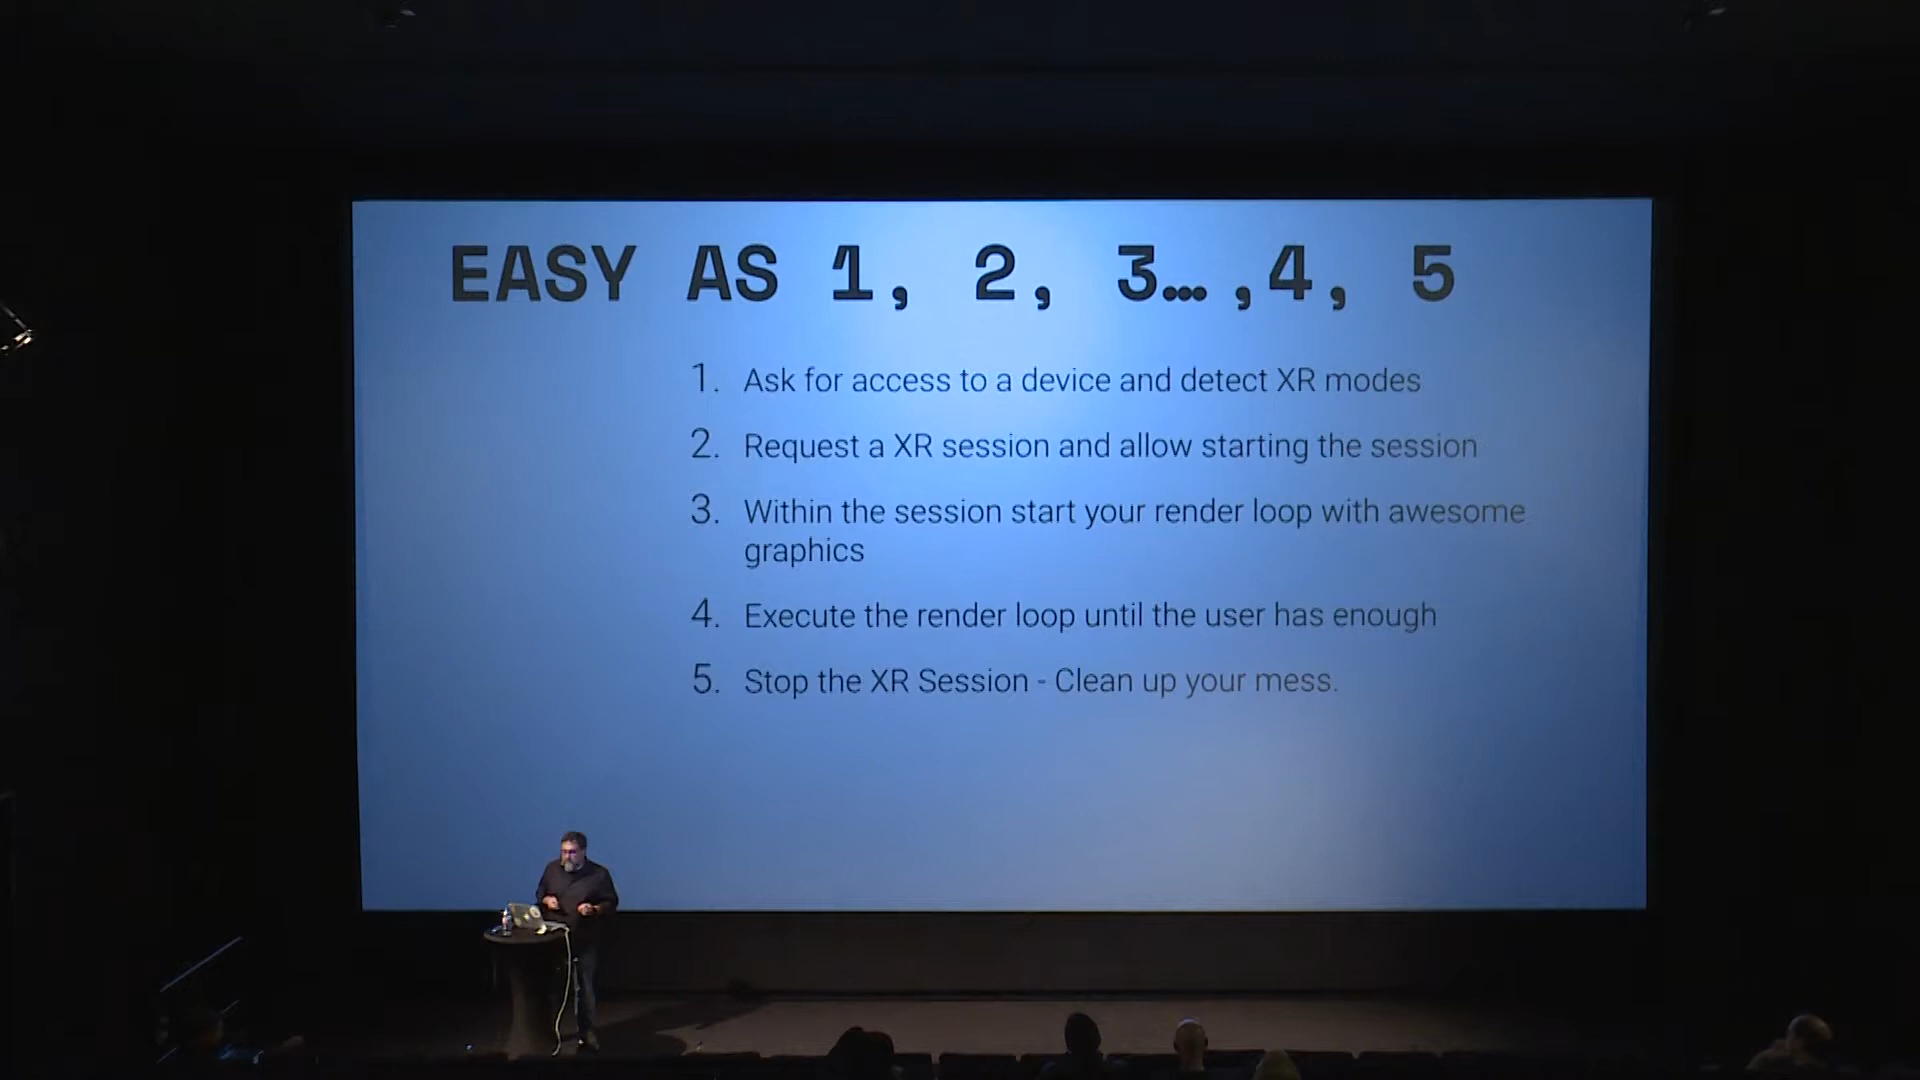 EASY AS 1, 2, 3… ,4, 5
1. Ask for access to a device and detect XR modes
2. Request a XR session and allow starting the session
3. Within the session start your render loop with awesome
graphics
4. Execute the render loop until the user has enough
5. Stop the XR Session - Clean up your mess.